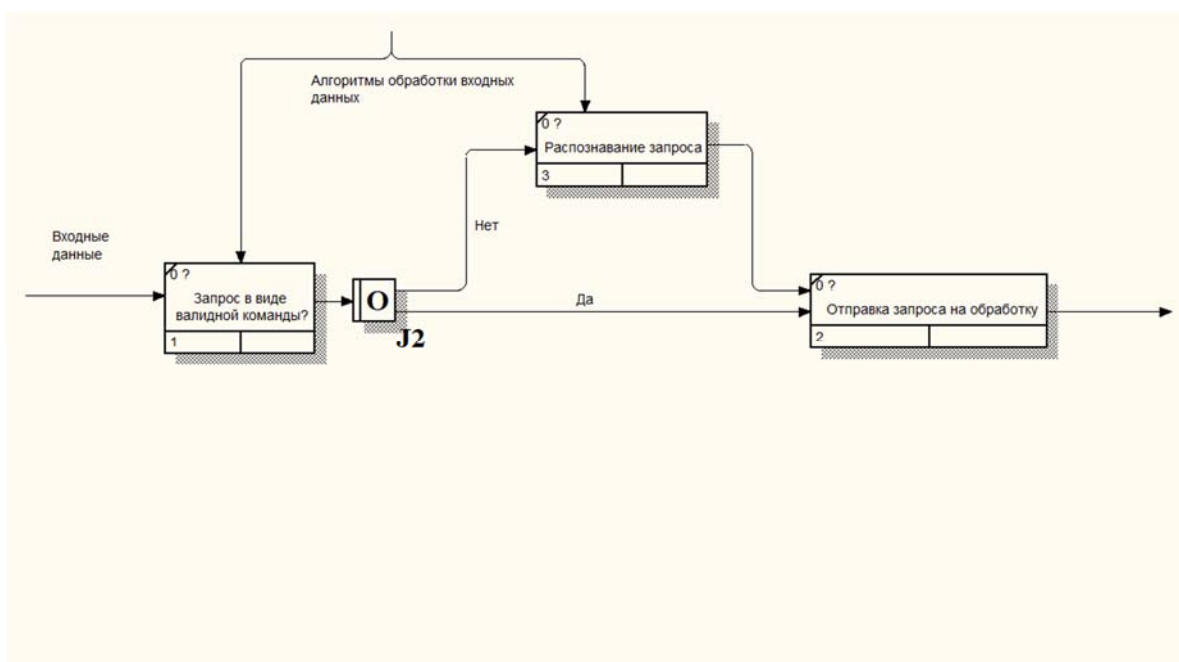 Алгоритмы обработки входных
данных
0 ?
Распознавание запроса
3
Нет
Входные
данные
0 ?
Запрос в виде
валидной команды?
1
O
J2
Да
0 ?
Отправка запроса на обработку
2